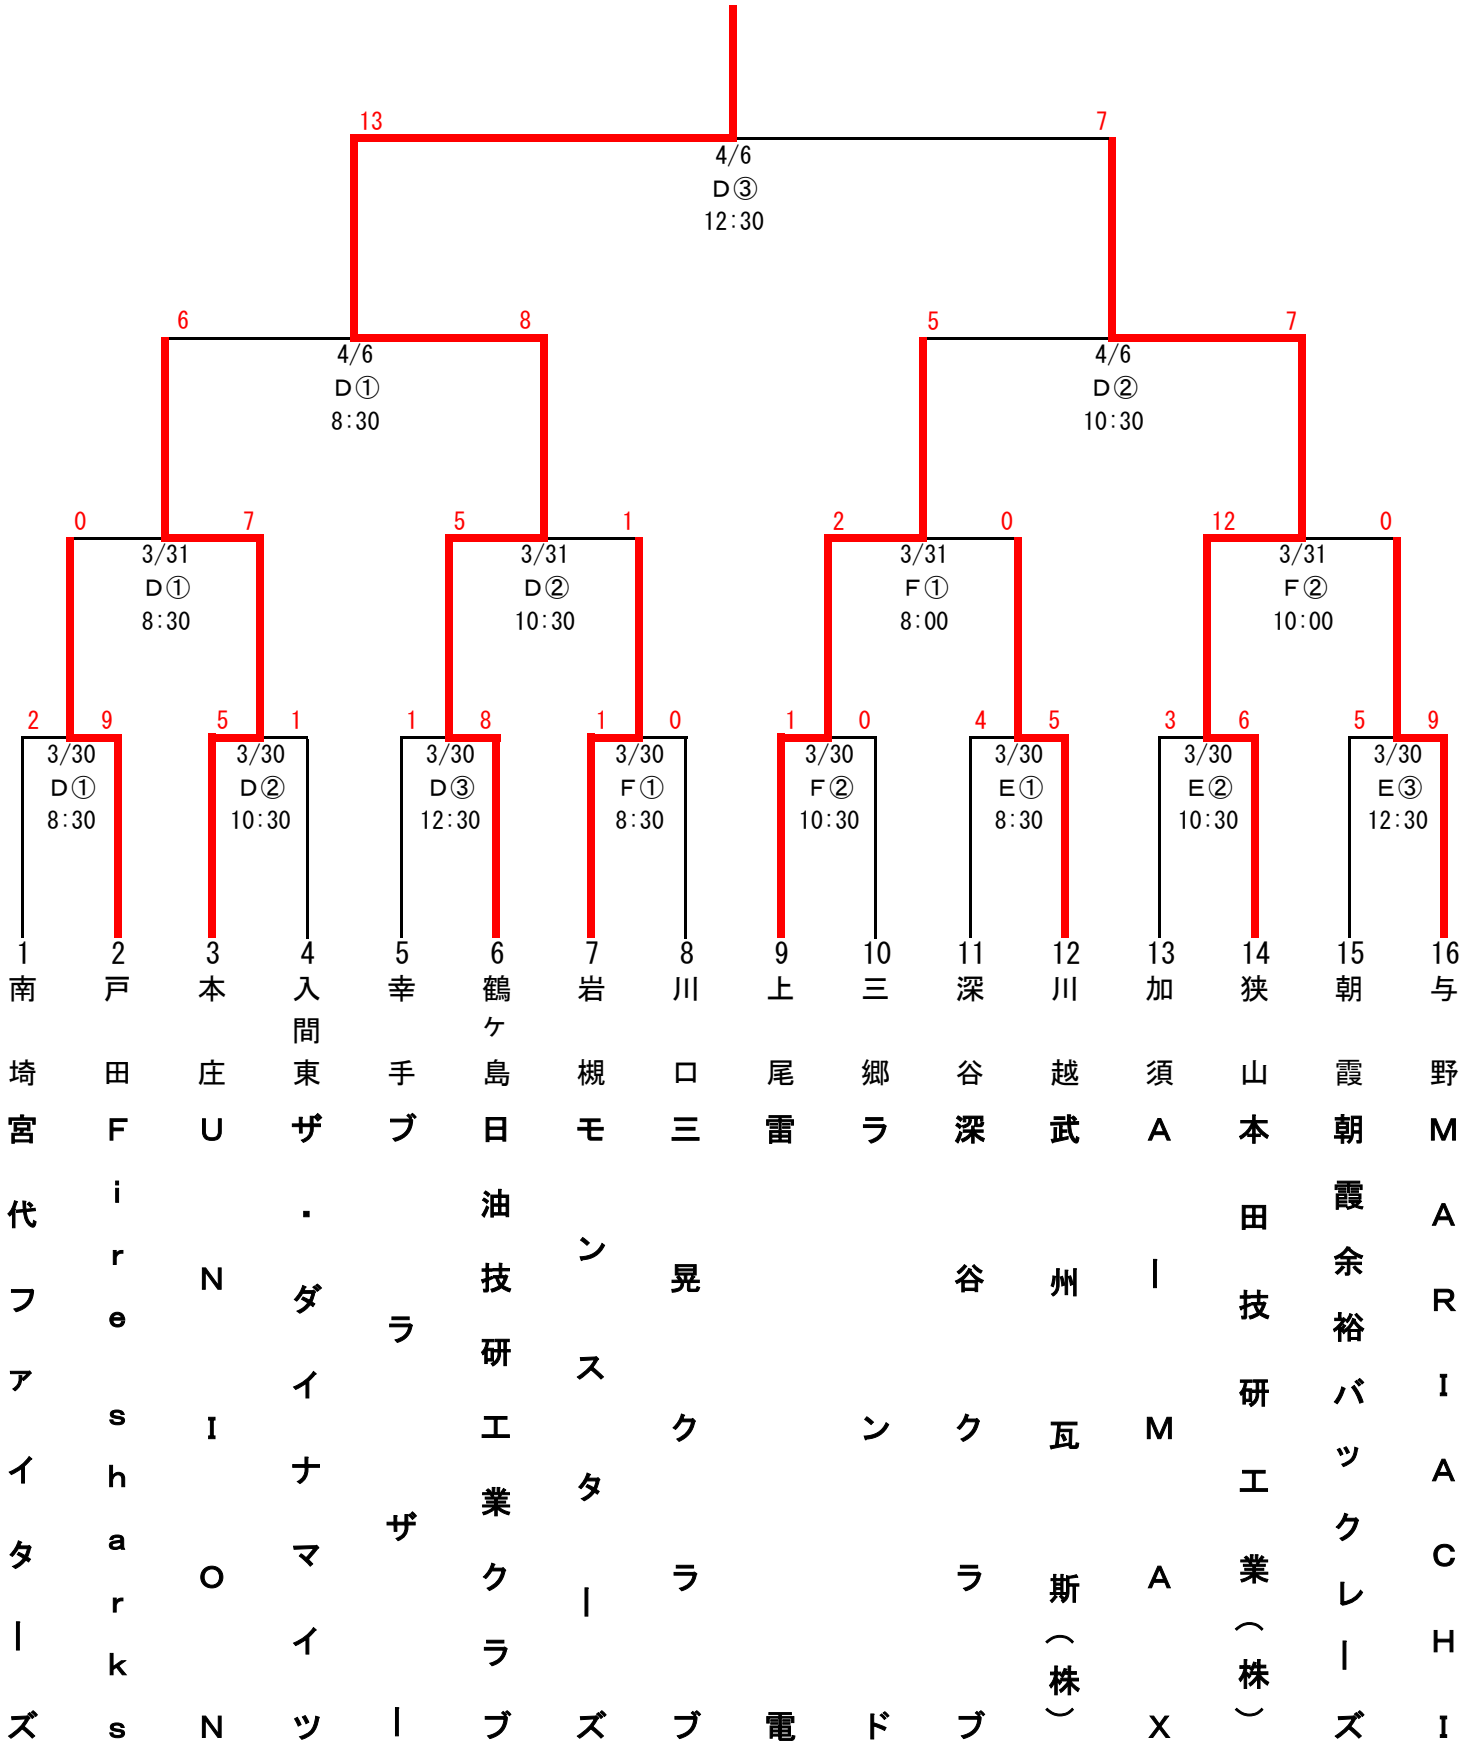 13 7
4/6
D③
12:30
6 8 5 7
4/6 4/6
D① D②
8:30 10:30
0 7 5 1 2 0 12 0
3/31 3/31 3/31 3/31
D① D② F① F②
8:30 10:30 8:00 10:00
2 9 5 1 1 8 1 0 1 0 4 5 3 6 5 9
3/30 3/30 3/30 3/30 3/30 3/30 3/30 3/30
D① D② D③ F① F② E① E② E③
8:30 10:30 12:30 8:30 10:30 8:30 10:30 12:30
1 南埼 宮代ファイターズ
2 戸田 Fire sharks
3 本庄 UNION
4 入間東 ザ・ダイナマイツ
5 幸手 ブラザー
6 鶴ケ島 日油技研工業クラブ
7 岩槻 モンスターズ
8 川口 三晃クラブ
9 上尾 雷電
10 三郷 ランド
11 深谷 深谷クラブ
12 川越 武州瓦斯(株)
13 加須 A-MAX
14 狭山 本田技研工業(株)
15 朝霞 朝霞余裕バックレーズ
16 与野 MARIACHI